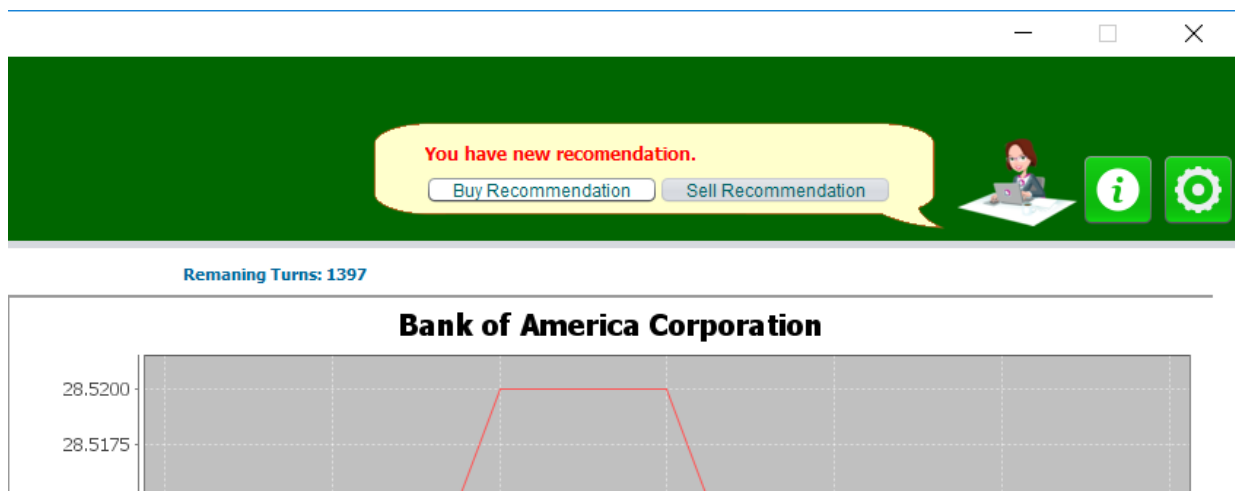 You have new recomendation.
Buy Recommendation Sell Recommendation
i
Remaning Turns: 1397
Bank of America Corporation
28.5200
28.5175